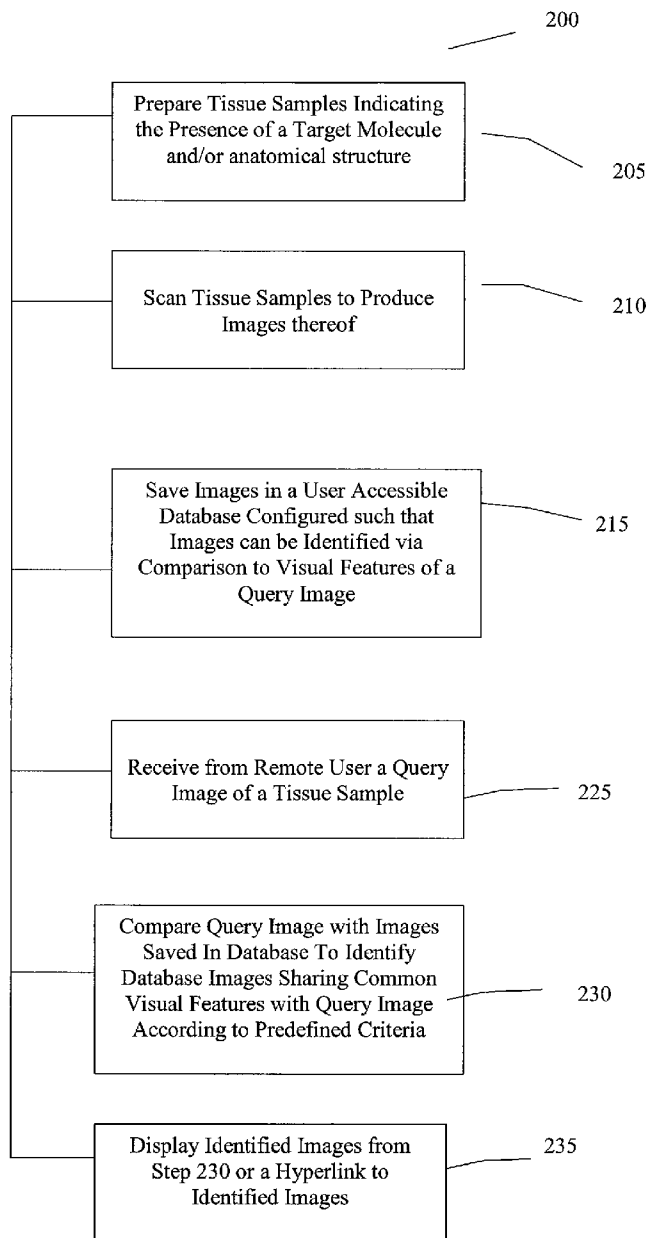 200
Prepare Tissue Samples Indicating
the Presence of a Target Molecule
and/or anatomical structure
205
Scan Tissue Samples to Produce
Images thereof
210
Save Images in a User Accessible
Database Configured such that
Images can be Identified via
Comparison to Visual Features of a
Query Image
215
Receive from Remote User a Query
Image of a Tissue Sample
225
Compare Query Image with Images
Saved In Database To Identify
Database Images Sharing Common
Visual Features with Query Image
According to Predefined Criteria
230
Display Identified Images from
Step 230 or a Hyperlink to
Identified Images
235